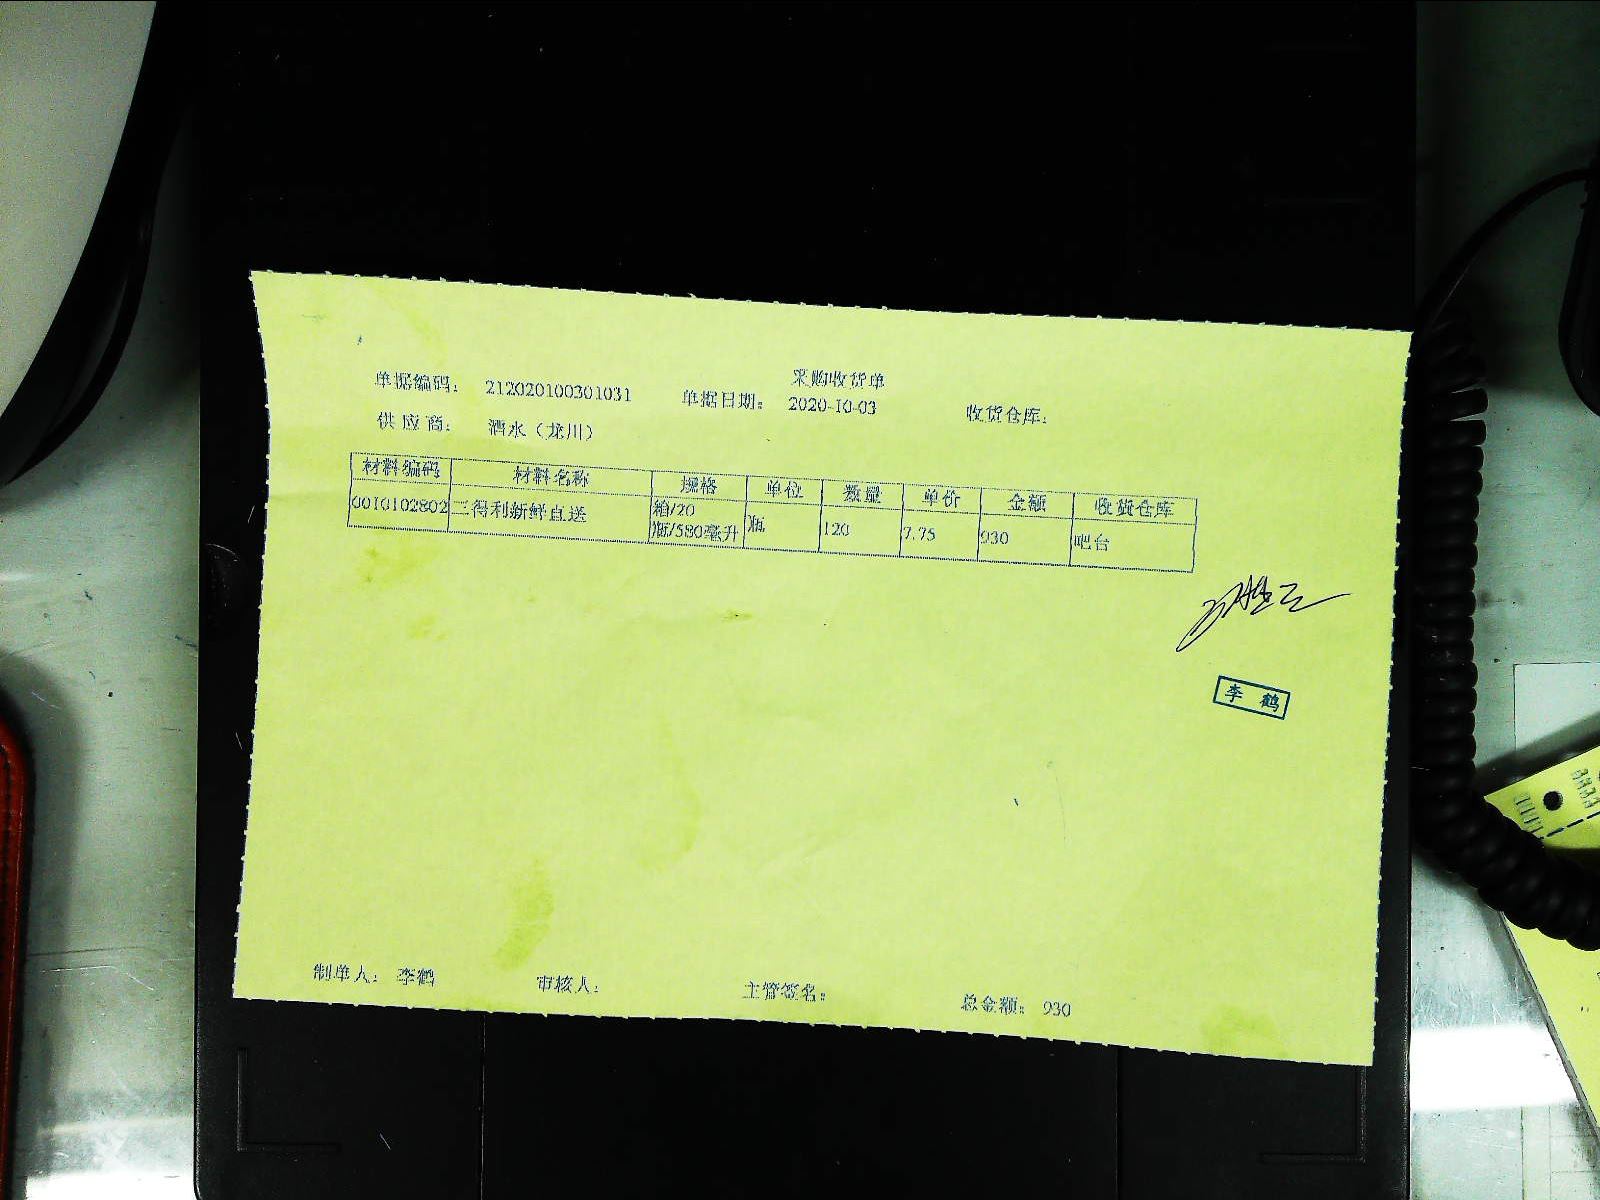 采购收货单
单据编码： 212020100301031 单据日期： 2020-10-03 收货仓库：
供应商： 酒水（龙川）
材料编码 材料名称 规格 单位 数量 单价 金额 收货仓库
0010102802 三得利新鲜直送 箱/20瓶/580毫升 瓶 120 7.75 930 吧台
李鹤
制单人： 李鹤 审核人： 主管签名： 总金额： 930